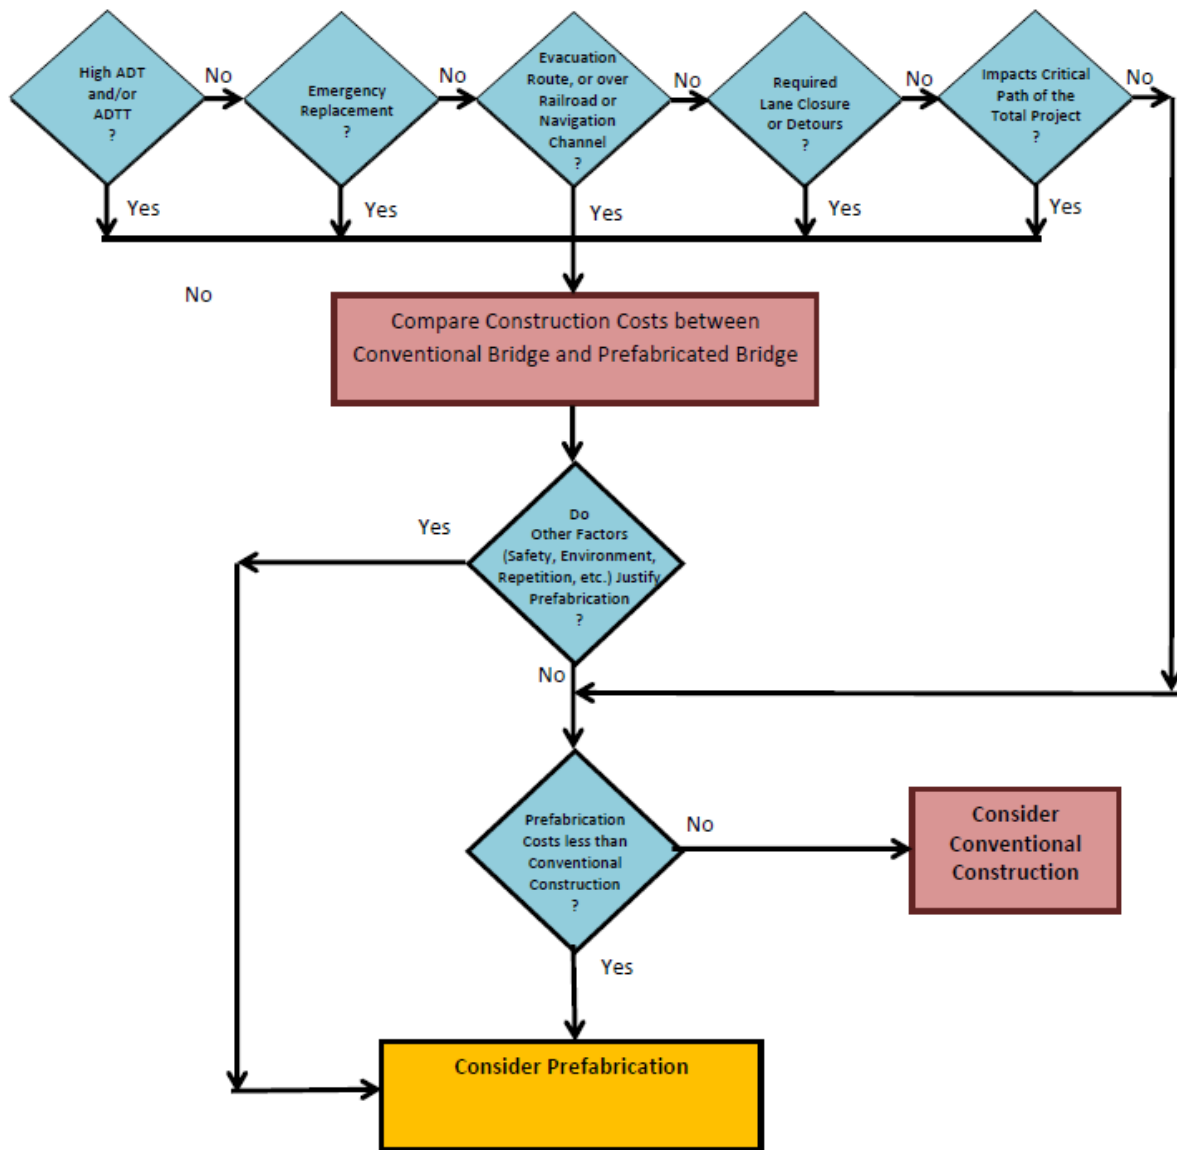 High ADT
and/or
ADTT
?
No
Emergency
Replacement
?
No
Evacuation
Route, or over
Railroad or
Navigation
Channel
?
No
Required
Lane Closure
or Detours
?
No
Impacts Critical
Path of the
Total Project
?
No
Yes
Yes
Yes
Yes
Yes
No
Compare Construction Costs between
Conventional Bridge and Prefabricated Bridge
Yes
Do
Other Factors
(Safety, Environment,
Repetition, etc.) Justify
Prefabrication
?
No
Prefabrication
Costs less than
Conventional
Construction
?
No
Consider
Conventional
Construction
Yes
Consider Prefabrication